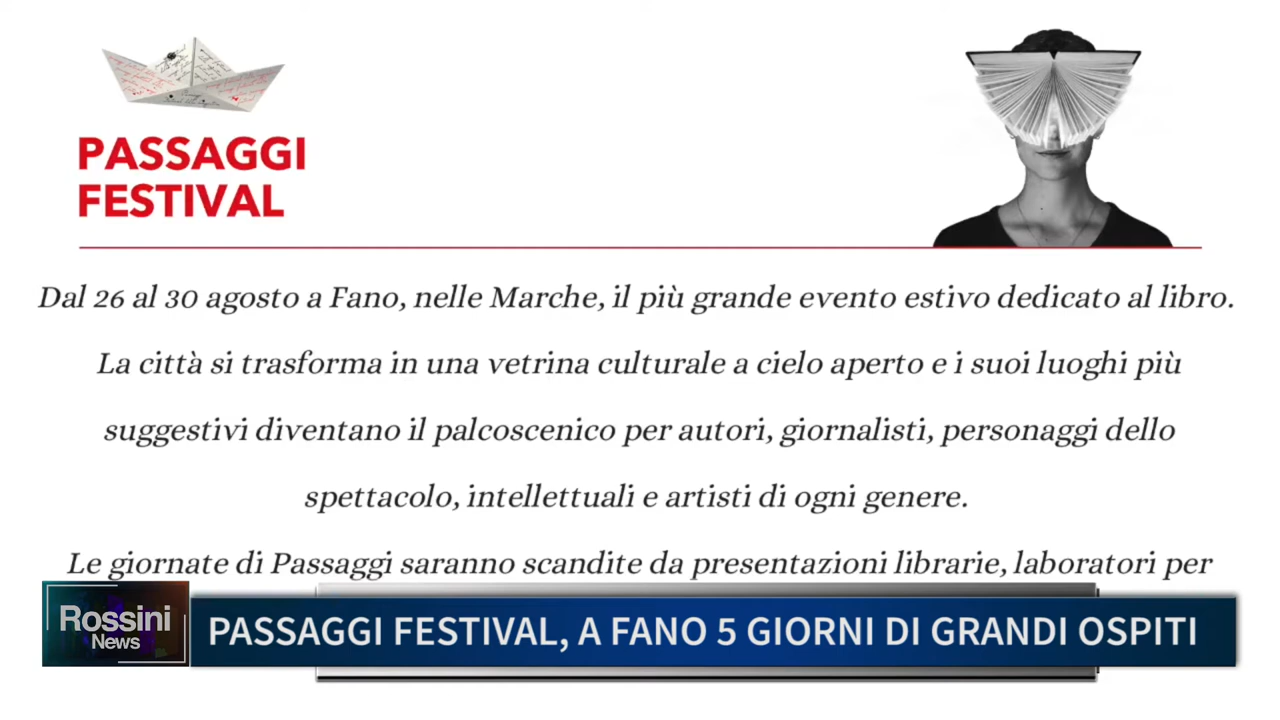 PASSAGGI
FESTIVAL
Dal 26 al 30 agosto a Fano, nelle Marche, il più grande evento estivo dedicato al libro.
La città si trasforma in una vetrina culturale a cielo aperto e i suoi luoghi più
suggestivi diventano il palcoscenico per autori, giornalisti, personaggi dello
spettacolo, intellettuali e artisti di ogni genere.
Le giornate di Passaggi saranno scandite da presentazioni librarie, laboratori per
Rossini
News
PASSAGGI FESTIVAL, A FANO 5 GIORNI DI GRANDI OSPITI